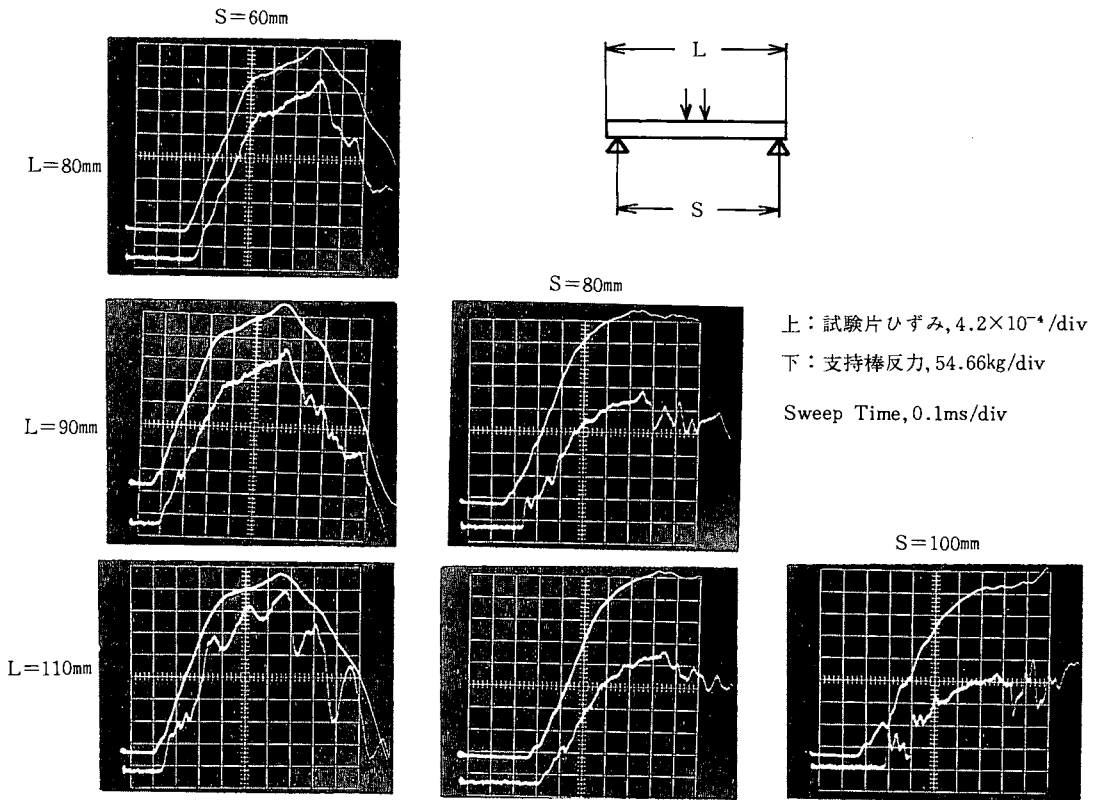 S=60mm
L
L=80mm
S
S=80mm
上：試験片ひずみ，4.2×10⁻⁴/div
下：支持棒反力，54.66kg/div
L=90mm
Sweep Time, 0.1ms/div
S=100mm
L=110mm